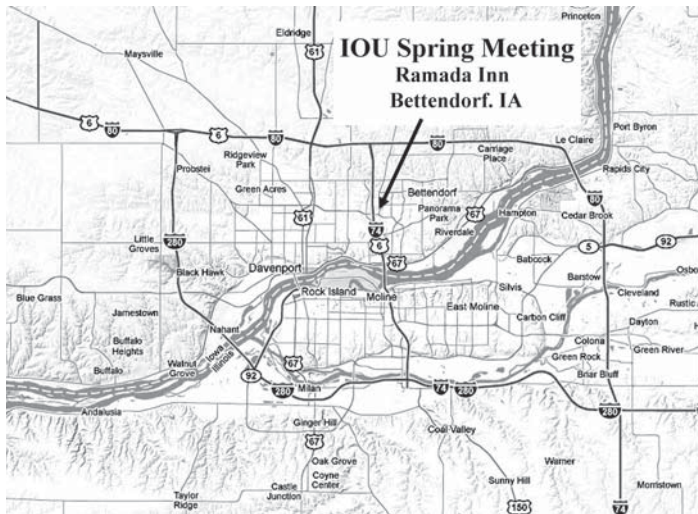 Princeton
Eldridge
61
IOU Spring Meeting
Ramada Inn
Bettendorf. IA
Maysville
6
80
6
80
80
Le Claire
Port Byron
Probstei
Ridgeview
Park
Carriage
Place
Rapids City
Green Acres
Bettendorf
80
61
Panorama
Park
67
Hampton
Cedar Brook
74
6
Riverdale
Little
Groves
280
5
92
Black Hawk
Davenport
67
Babcock
Barstow
Osbo
Blue Grass
Rock Island
Moline
Silvis
Cleveland
Jamestown
East Moline
Rustic
Carbon Cliff
Dayton
Nahant
Buffalo
Heights
Iowa
Illinois
Colona
Green River
Buffalo
Walnut
Grove
67
Green Rock
92
Briar Bluff
280
Milan
74
280
280
Andalusia
Ginger Hill
67
Coal Valley
Oak Grove
Warner
Coyne
Center
Taylor
Ridge
Castle
Junction
Sunny Hill
Morristown
150
74